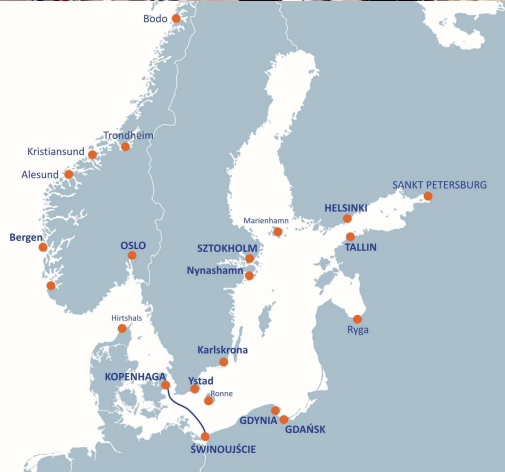 Bodo
Trondheim
Kristiansund
Alesund
SANKT PETERSBURG
HELSINKI
Marienhamn
Bergen
OSLO
TALLIN
SZTOKHOLM
Nynashamn
Hirtshals
Ryga
Karlskrona
KOPENHAGA
Ystad
Ronne
GDYNIA
GDAŃSK
ŚWINOUJŚCIE